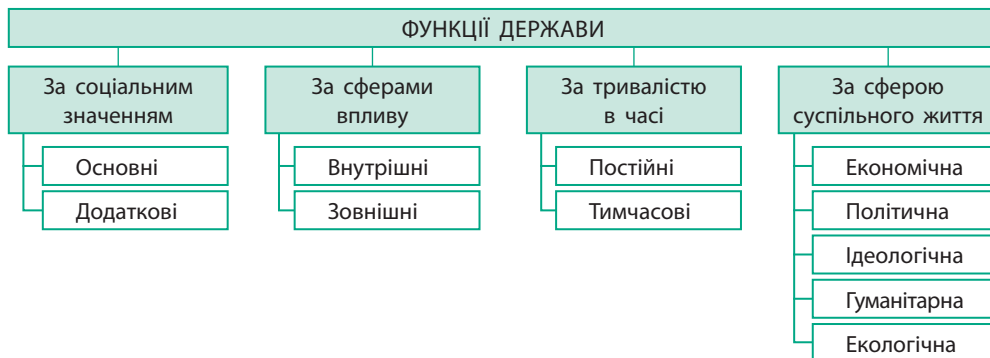 ФУНКЦІЇ ДЕРЖАВИ
За соціальним
значенням
Основні
Додаткові
За сферами
впливу
Внутрішні
Зовнішні
За тривалістю
в часі
Постійні
Тимчасові
За сферою
суспільного життя
Економічна
Політична
Ідеологічна
Гуманітарна
Екологічна